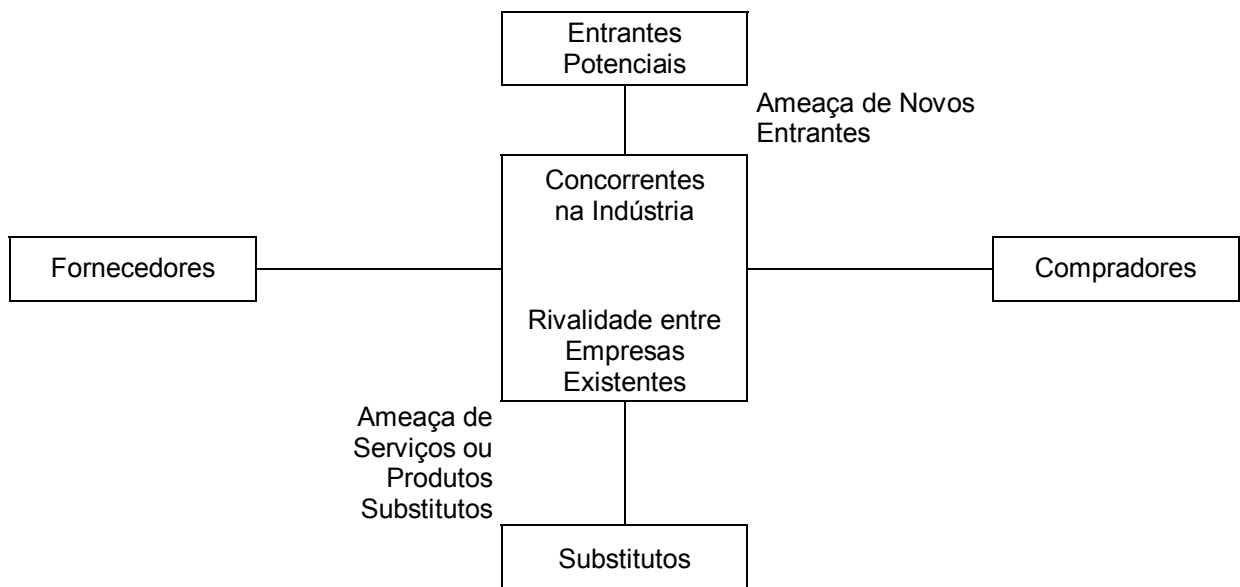 Entrantes
Potenciais
Ameaça de Novos
Entrantes
Concorrentes
na Indústria
Fornecedores
Compradores
Rivalidade entre
Empresas
Existentes
Ameaça de
Serviços ou
Produtos
Substitutos
Substitutos